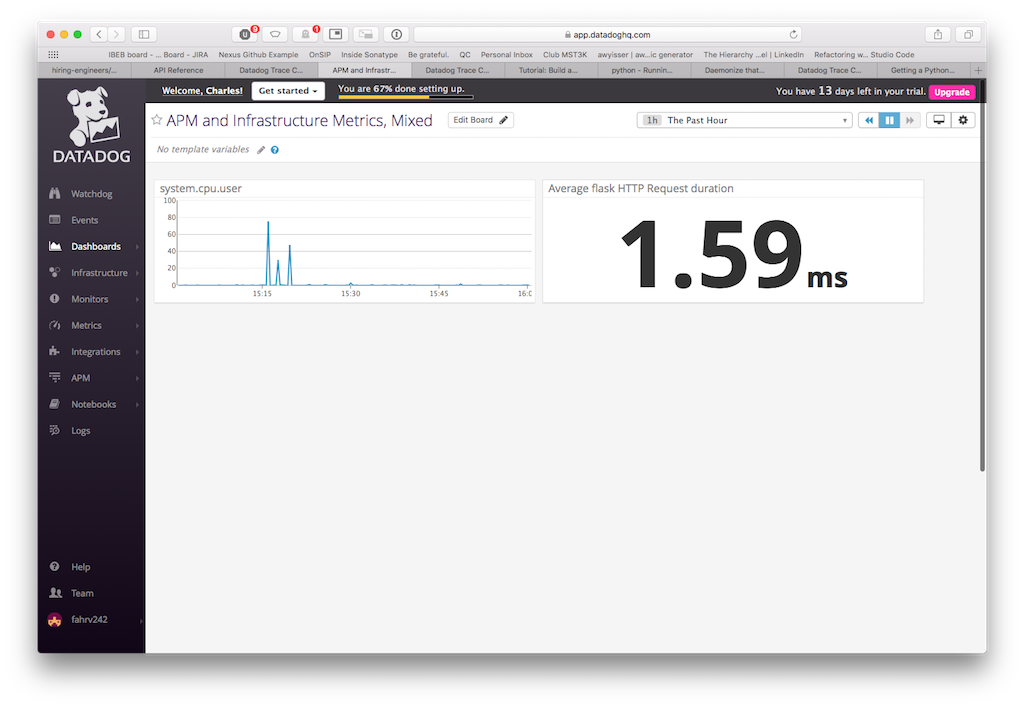 9
1
app.datadoghq.com
IBEB board - ... Board - JIRA Nexus Github Example OnSIP Inside Sonatype Be grateful. QC Personal Inbox Club MST3K awyisser | aw...ic generator The Hierarchy ...el | LinkedIn Refactoring w... Studio Code
hiring-engineers/... API Reference Datadog Trace C... APM and Infrastr... Datadog Trace C... Tutorial: Build a... python - Runnin... Daemonize that... Datadog Trace C... Getting a Python...
Welcome, Charles! Get started You are 67% done setting up. You have 13 days left in your trial. Upgrade
APM and Infrastructure Metrics, Mixed Edit Board 1h The Past Hour
No template variables
DATADOG
Watchdog
Events
Dashboards
Infrastructure
Monitors
Metrics
Integrations
APM
Notebooks
Logs
Help
Team
fahrv242
system.cpu.user
100
80
60
40
20
0
15:15 15:30 15:45 16:0
Average flask HTTP Request duration
1.59 ms